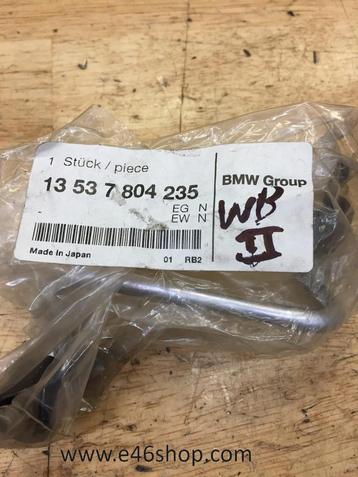 1 Stück / piece
13 53 7 804 235
EG N
EW N
Made in Japan
01 RB2
BMW Group
WB
II
www.e46shop.com